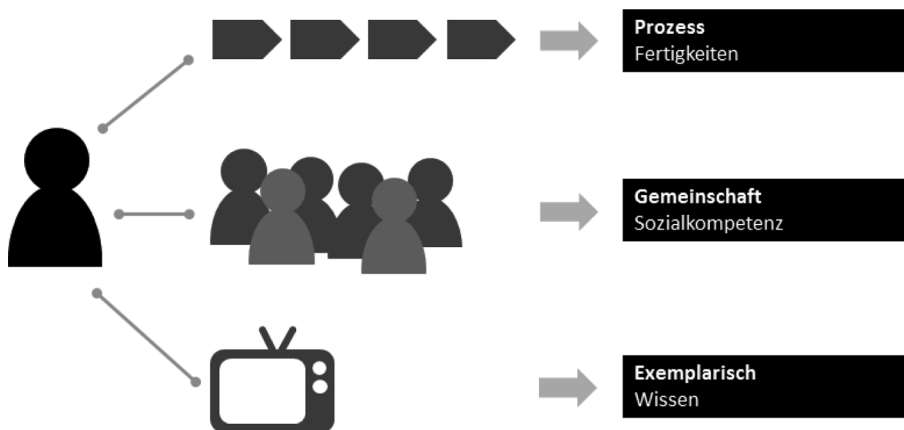 Prozess
Fertigkeiten
Gemeinschaft
Sozialkompetenz
Exemplarisch
Wissen